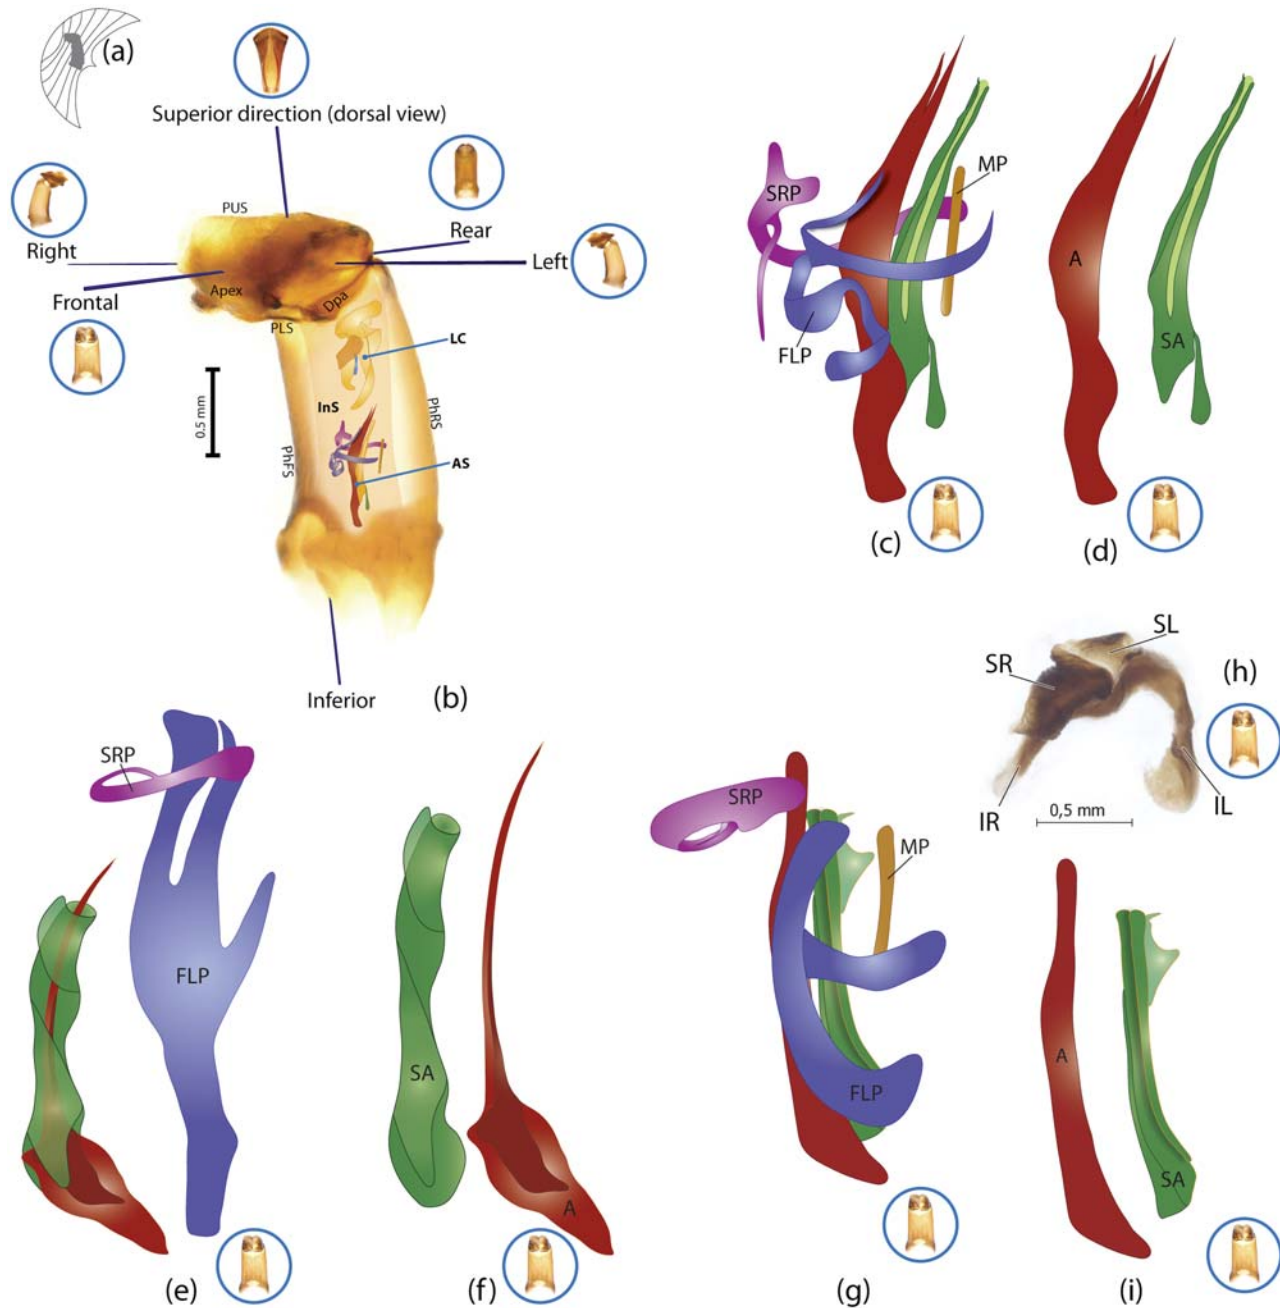 (a)
Superior direction (dorsal view)
PUS
Right
Rear
Left
Frontal
Apex
PLS
Dpa
LC
0.5 mm
InS
PhFS
PhRS
AS
Inferior
(b)
SRP
MP
FLP
(c)
A
SA
(d)
SRP
FLP
(e)
SA
A
(f)
SRP
MP
FLP
(g)
SL
SR
(h)
IR
IL
0,5 mm
A
SA
(i)